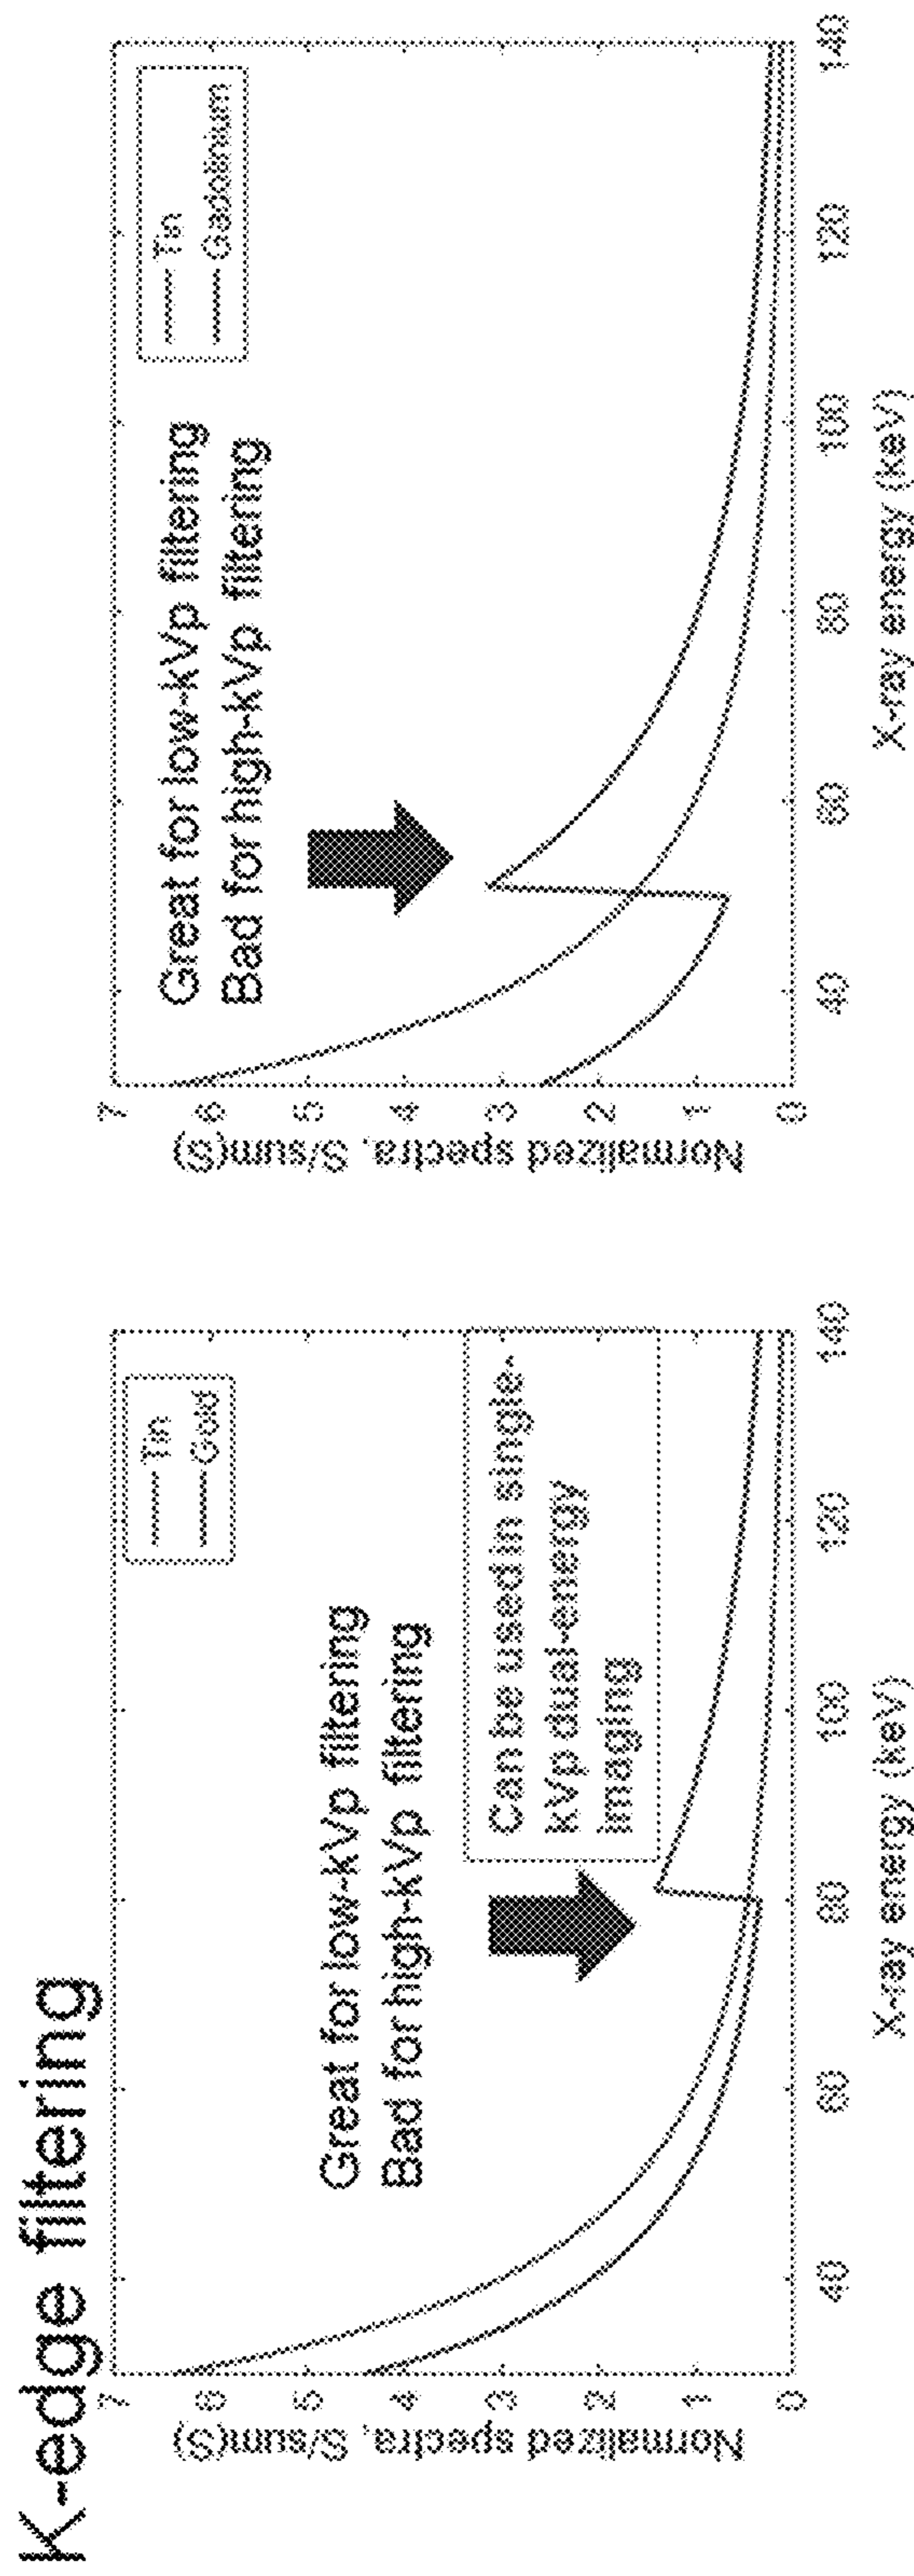 K-edge filtering
Normalized spectra, S/sum(S)
7
6
5
4
3
2
1
0
40
60
80
100
120
140
X-ray energy (keV)
Tin
Gold
Great for low-kVp filtering
Bad for high-kVp filtering
Can be used in single-
kVp dual-energy
imaging
Normalized spectra, S/sum(S)
7
6
5
4
3
2
1
0
40
60
80
100
120
140
X-ray energy (keV)
Tin
Gadolinium
Great for low-kVp filtering
Bad for high-kVp filtering